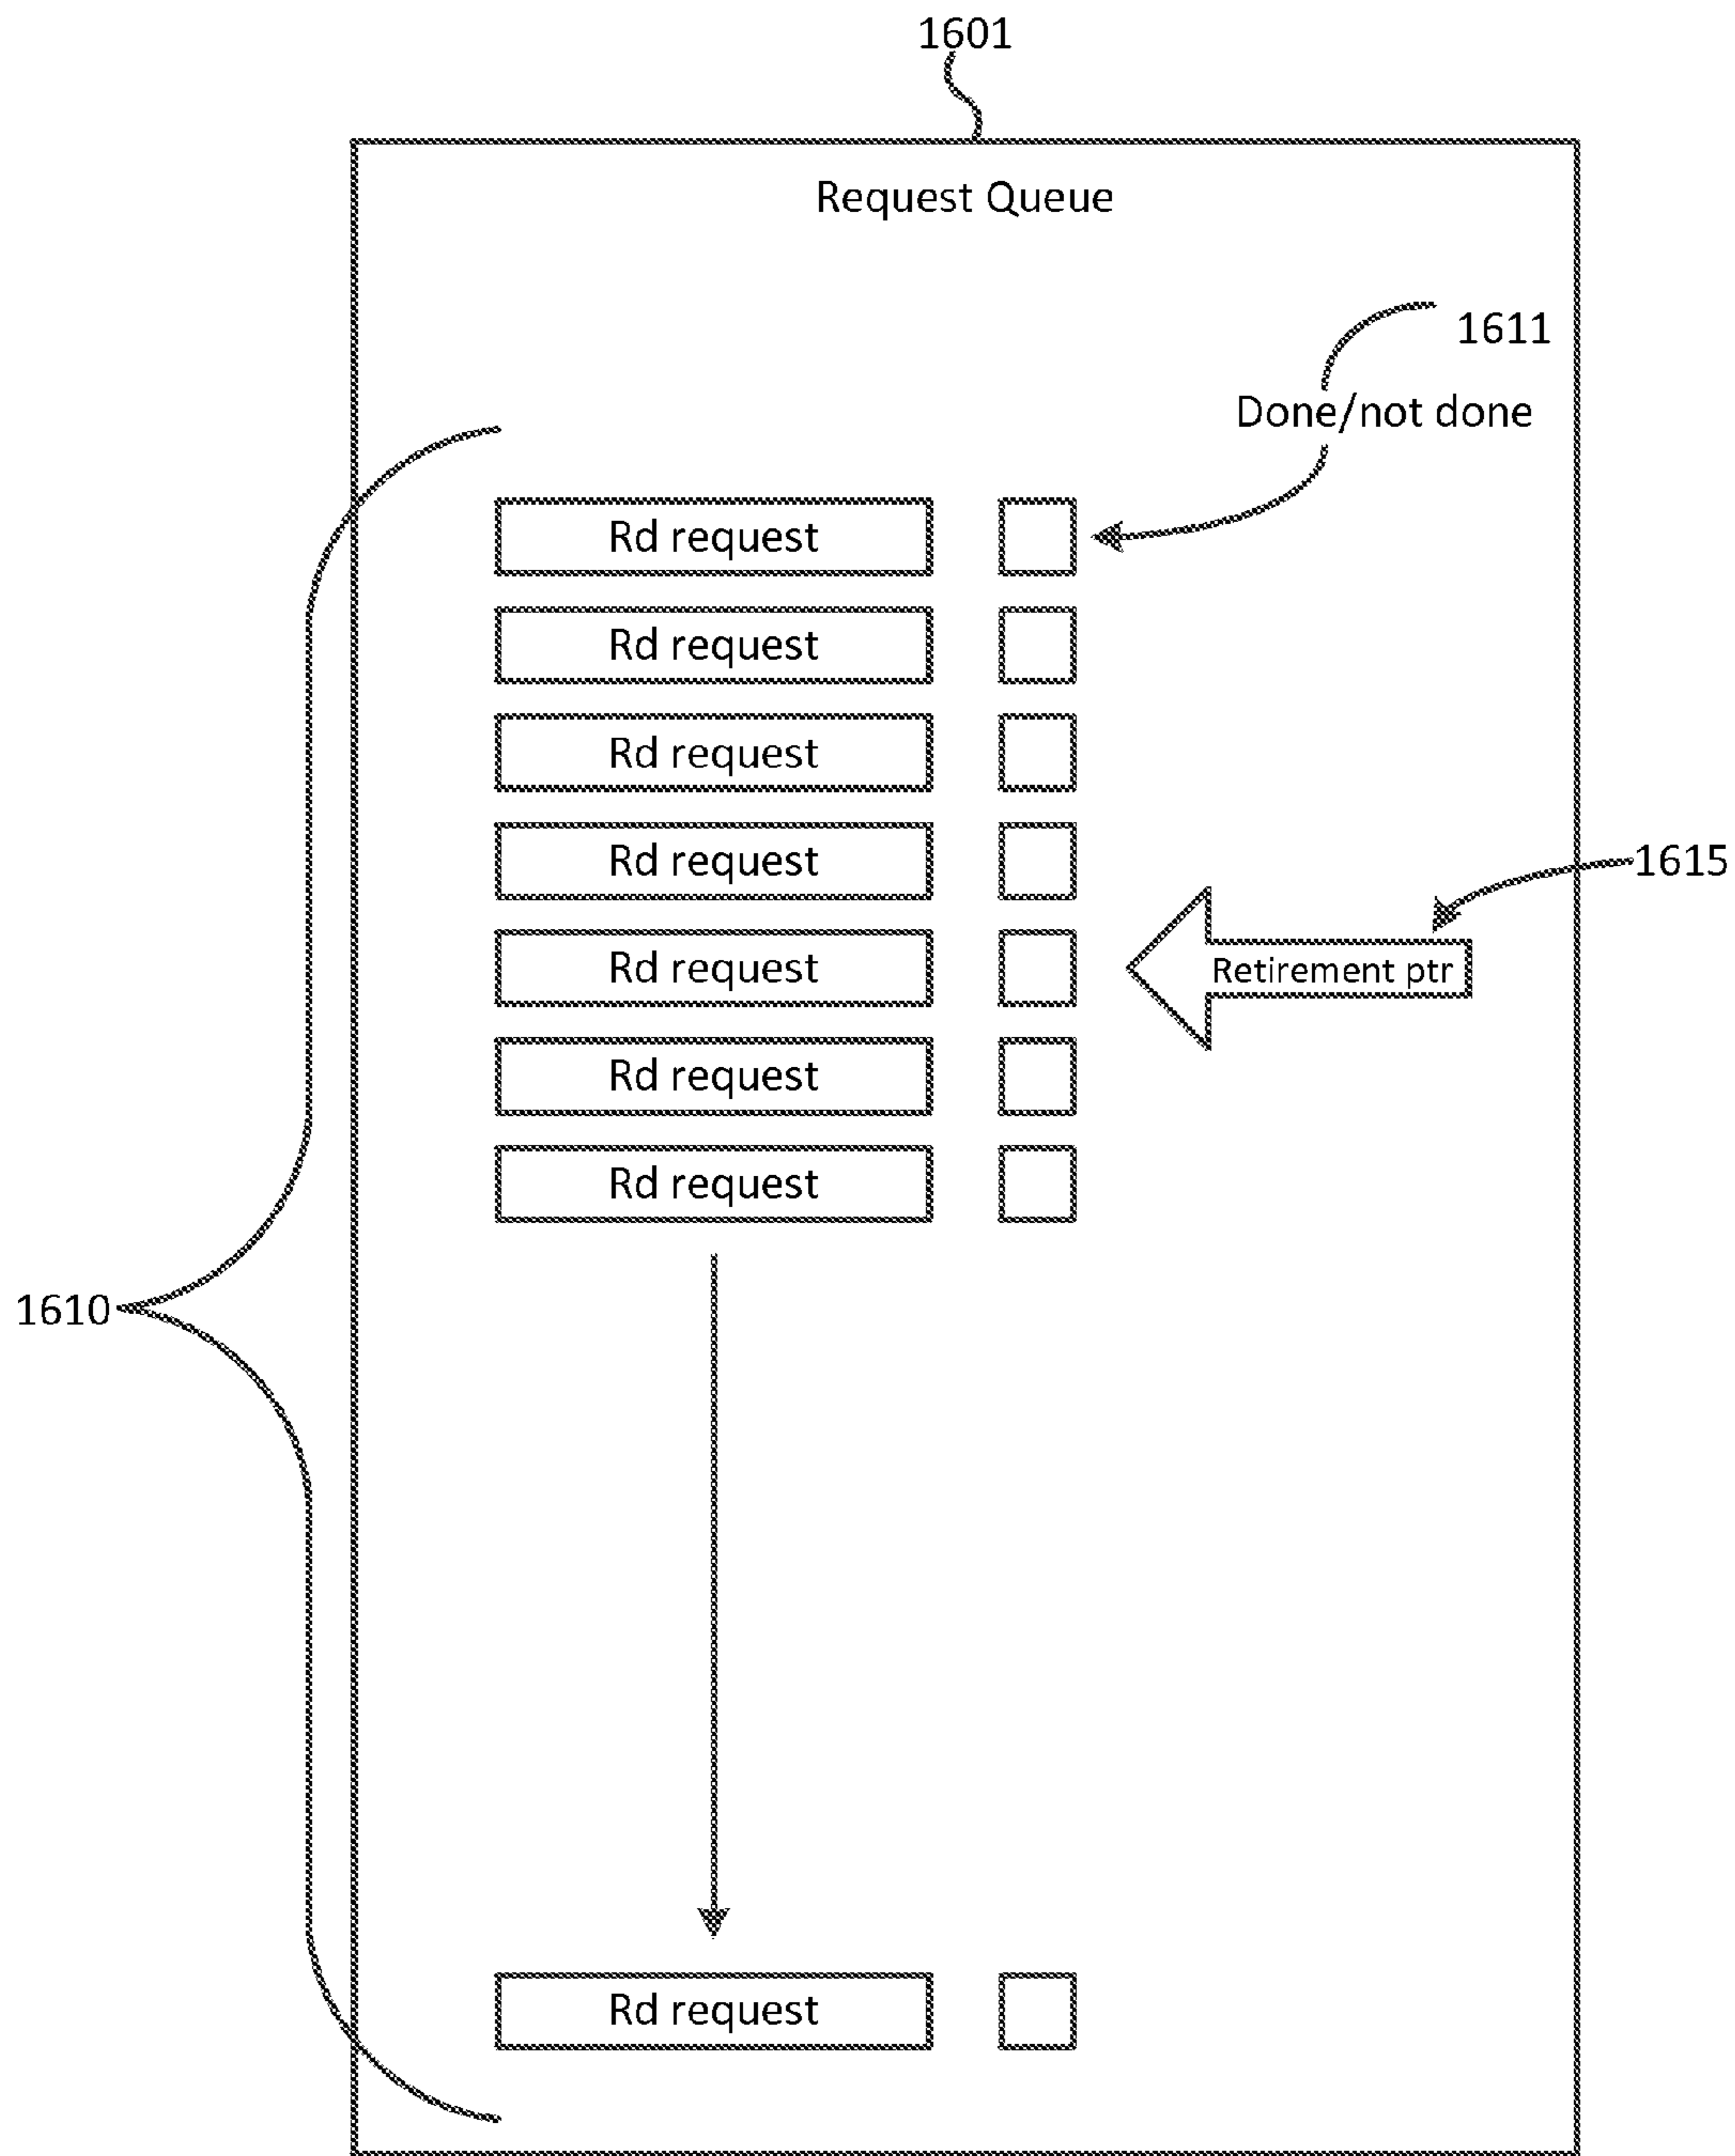 1601
Request Queue
1611
Done/not done
Rd request
Rd request
Rd request
Rd request
1615
Rd request
Retirement ptr
Rd request
Rd request
1610
Rd request